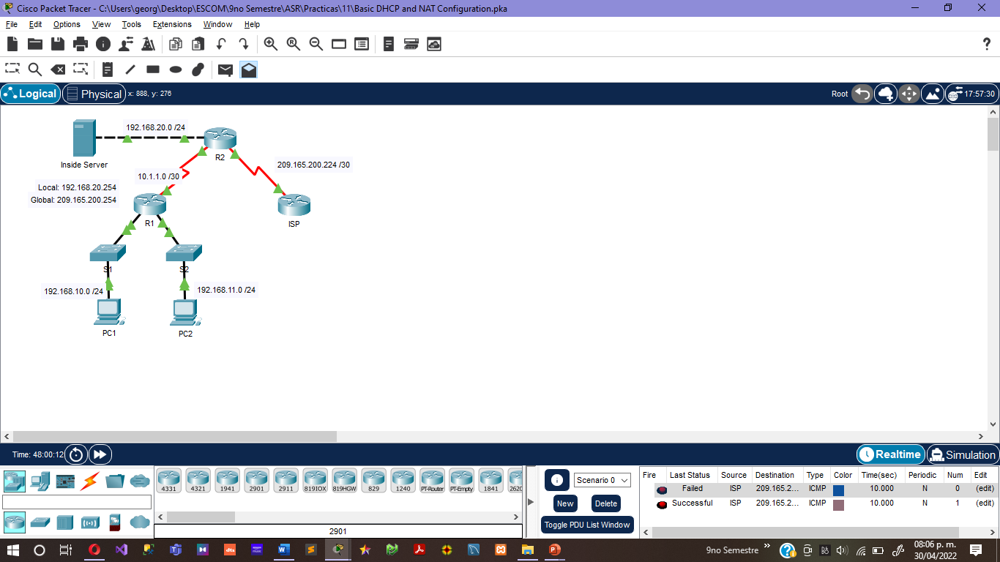 Cisco Packet Tracer - C:\Users\georg\Desktop\ESCOM\9no Semestre\ASR\Practicas\11\Basic DHCP and NAT Configuration.pka
File Edit Options View Tools Extensions Window Help
Logical Physical x: 888, y: 276 Root 17:57:30
192.168.20.0 /24
R2
Inside Server
209.165.200.224 /30
10.1.1.0 /30
Local: 192.168.20.254
Global: 209.165.200.254
R1
ISP
S1
S2
192.168.10.0 /24
192.168.11.0 /24
PC1
PC2
Time: 48:00:12 Realtime Simulation
4331 4321 1941 2901 2911 819IOX 819HGW 829 1240 PT-Router PT-Empty 1841 2620
2901
Scenario 0
New Delete
Toggle PDU List Window
Fire Last Status Source Destination Type Color Time(sec) Periodic Num Edit
Failed ISP 209.165.2... ICMP 10.000 N 0 (edit)
Successful ISP 209.165.2... ICMP 10.000 N 1 (edit)
9no Semestre
08:06 p. m.
30/04/2022